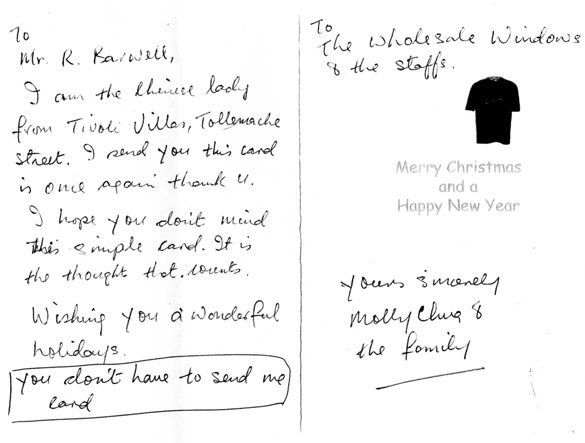 To
Mr. R. Barwell,
I am the Chinese lady
from Tivoli Villas, Tollemache
street. I send you this card
is once again thank u.
I hope you don't mind
this simple card. It is
the thought that counts.
Wishing you a wonderful
holidays.
you don't have to send me
card
To
The Wholesale Windows
& the staffs.
Merry Christmas
and a
Happy New Year
yours sincerely
Molly Chua &
the family